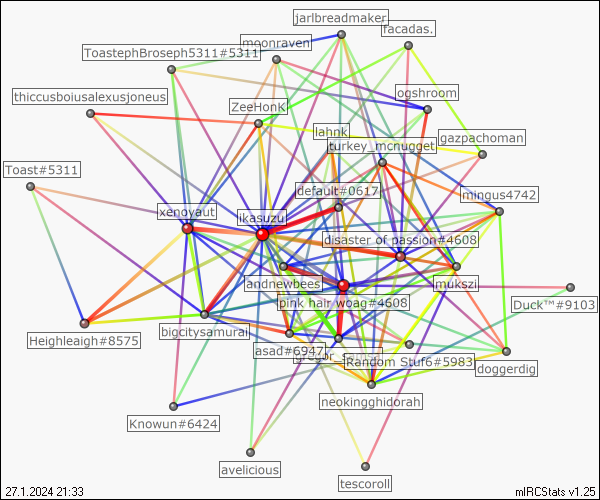 jarlbreadmaker
facadas.
moonraven
ToastephBroseph5311#5311
ogshroom
thiccusboiusalexusjoneus
ZeeHonK
lahnk
turkey_mcnugget
gazpachoman
Toast#5311
default#0617
mingus4742
xenoyaut
ikasuzu
disaster of passion#4608
andnewbees
mukszi
pink hair woag#4608
Duck™#9103
bigcitysamurai
Heighleaigh#8575
asad#6947
Random Stuf6#5983
doggerdig
neokingghidorah
Knowun#6424
avelicious
tescoroll
27.1.2024 21:33
mIRCStats v1.25